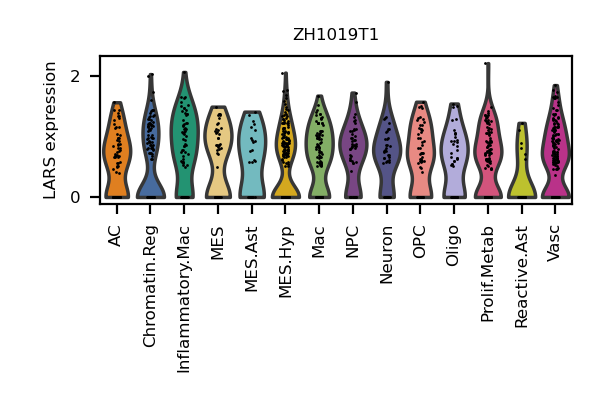 ZH1019T1
LARS expression
2
0
AC
Chromatin.Reg
Inflammatory.Mac
MES
MES.Ast
MES.Hyp
Mac
NPC
Neuron
OPC
Oligo
Prolif.Metab
Reactive.Ast
Vasc